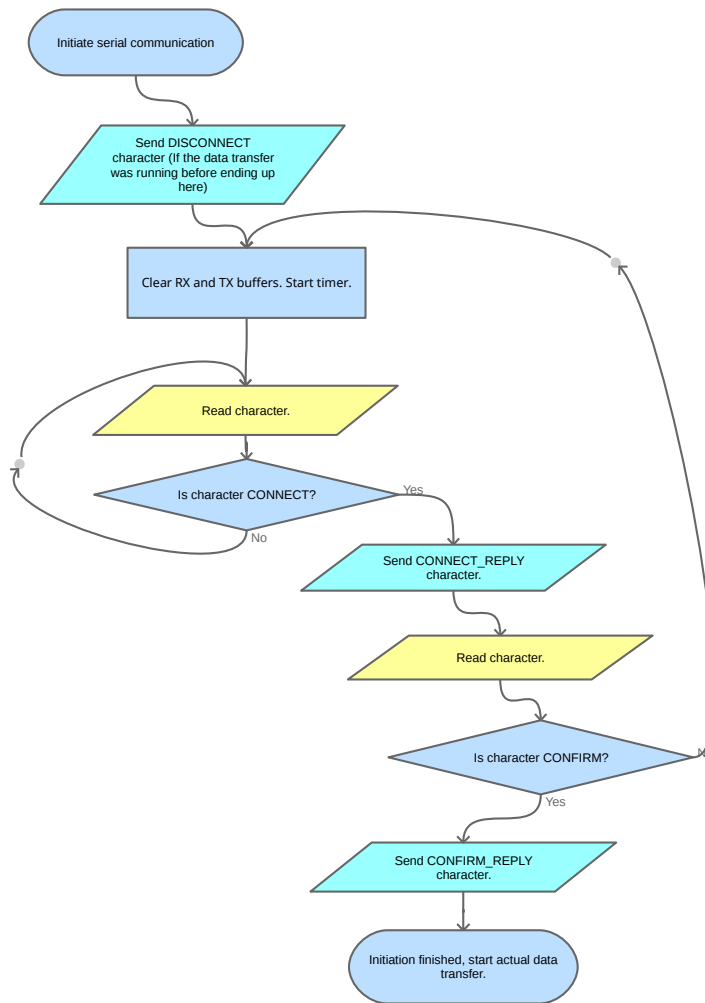 Initiate serial communication
Send DISCONNECT
character (If the data transfer
was running before ending up
here)
Clear RX and TX buffers. Start timer.
Read character.
Is character CONNECT?
Yes
No
Send CONNECT_REPLY
character.
Read character.
Is character CONFIRM?
Yes
Send CONFIRM_REPLY
character.
Initiation finished, start actual data
transfer.